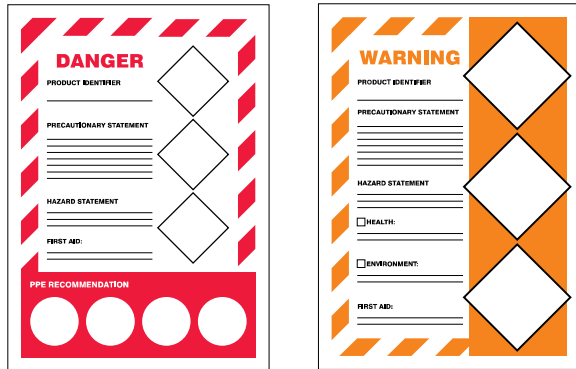 DANGER
PRODUCT IDENTIFIER
PRECAUTIONARY STATEMENT
HAZARD STATEMENT
FIRST AID:
PPE RECOMMENDATION
WARNING
PRODUCT IDENTIFIER
PRECAUTIONARY STATEMENT
HAZARD STATEMENT
HEALTH:
ENVIRONMENT:
FIRST AID: